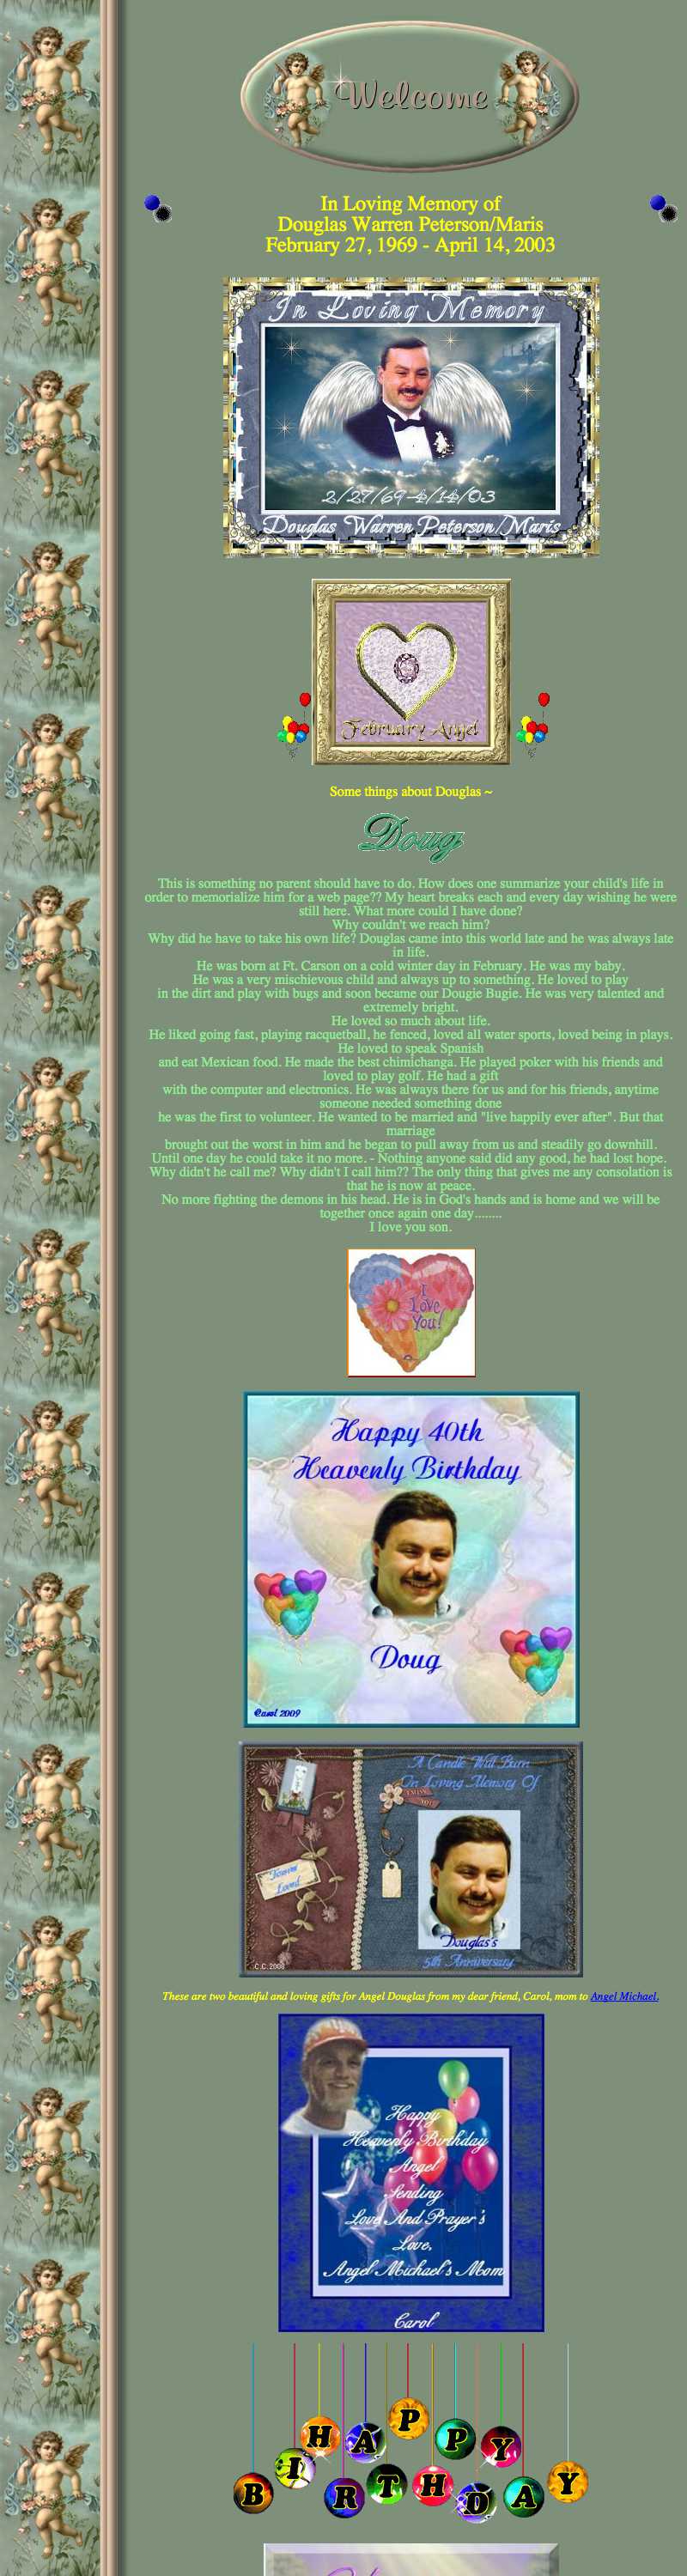 Welcome
In Loving Memory of
Douglas Warren Peterson/Maris
February 27, 1969 - April 14, 2003
In Loving Memory
2/27/69-4/14/03
Douglas Warren Peterson/Maris
February Angel
Some things about Douglas ~
Doug
This is something no parent should have to do. How does one summarize your child's life in
order to memorialize him for a web page?? My heart breaks each and every day wishing he were
still here. What more could I have done?
Why couldn't we reach him?
Why did he have to take his own life? Douglas came into this world late and he was always late
in life.
He was born at Ft. Carson on a cold winter day in February. He was my baby.
He was a very mischievous child and always up to something. He loved to play
in the dirt and play with bugs and soon became our Dougie Bugie. He was very talented and
extremely bright.
He loved so much about life.
He liked going fast, playing racquetball, he fenced, loved all water sports, loved being in plays.
He loved to speak Spanish
and eat Mexican food. He made the best chimichanga. He played poker with his friends and
loved to play golf. He had a gift
with the computer and electronics. He was always there for us and for his friends, anytime
someone needed something done
he was the first to volunteer. He wanted to be married and "live happily ever after". But that
marriage
brought out the worst in him and he began to pull away from us and steadily go downhill.
Until one day he could take it no more. - Nothing anyone said did any good, he had lost hope.
Why didn't he call me? Why didn't I call him?? The only thing that gives me any consolation is
that he is now at peace.
No more fighting the demons in his head. He is in God's hands and is home and we will be
together once again one day........
I love you son.
I
Love
You!
Happy 40th
Heavenly Birthday
Doug
Carol 2009
A Candle Will Burn
In Loving Memory Of
Forever
Loved
Douglas's
5th Anniversary
C.C.2008
These are two beautiful and loving gifts for Angel Douglas from my dear friend, Carol, mom to Angel Michael.
Happy
Heavenly Birthday
Angel
Sending
Love And Prayer's
Love,
Angel Michael's Mom
Carol
HAPPY
BIRTHDAY